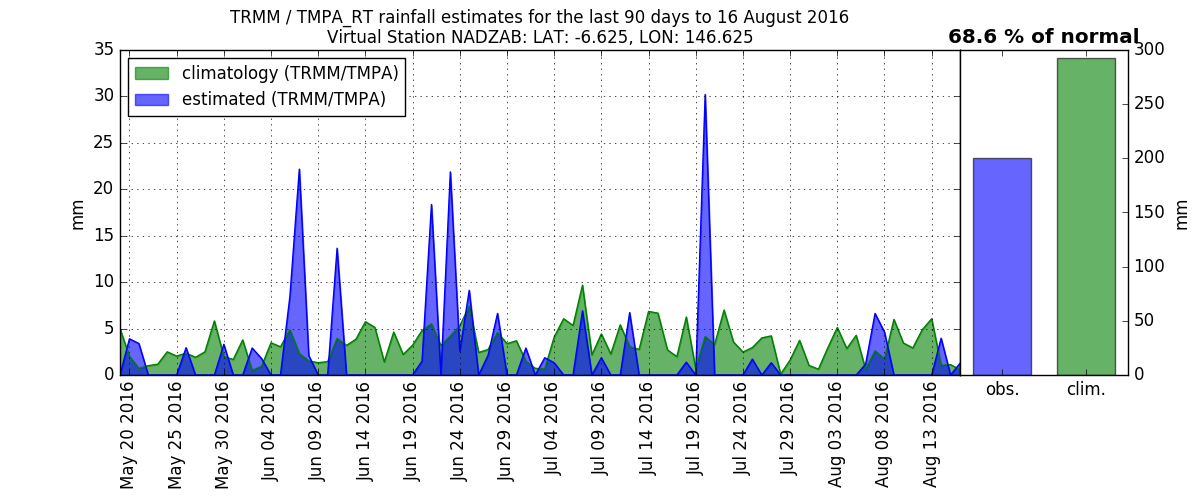 TRMM / TMPA_RT rainfall estimates for the last 90 days to 16 August 2016
Virtual Station NADZAB: LAT: -6.625, LON: 146.625
68.6 % of normal
climatology (TRMM/TMPA)
estimated (TRMM/TMPA)
mm
35
30
25
20
15
10
5
0
May 20 2016
May 25 2016
May 30 2016
Jun 04 2016
Jun 09 2016
Jun 14 2016
Jun 19 2016
Jun 24 2016
Jun 29 2016
Jul 04 2016
Jul 09 2016
Jul 14 2016
Jul 19 2016
Jul 24 2016
Jul 29 2016
Aug 03 2016
Aug 08 2016
Aug 13 2016
obs.
clim.
300
250
200
150
100
50
0
mm